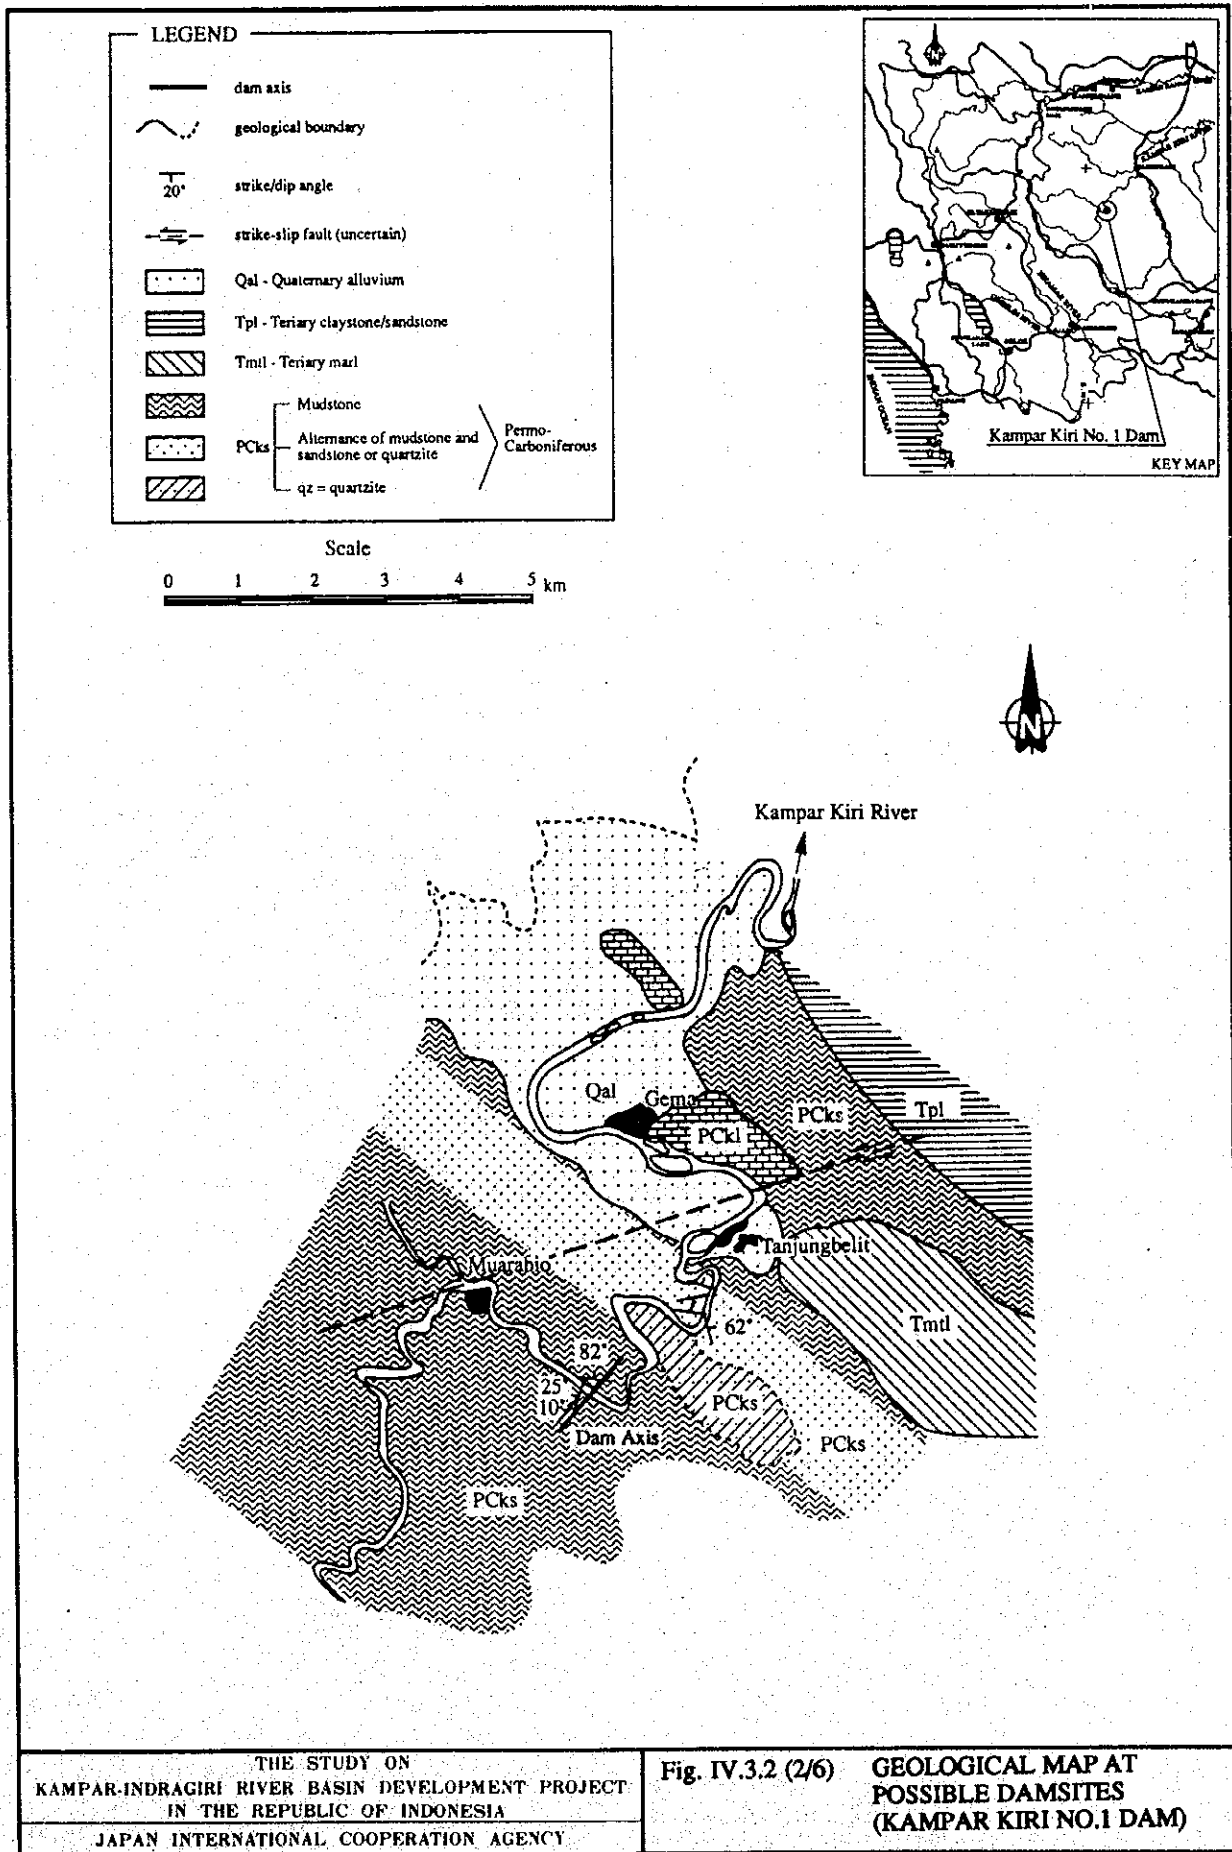 LEGEND
dam axis
geological boundary
20°
strike/dip angle
strike-slip fault (uncertain)
Qal - Quaternary alluvium
Tpl - Teriary claystone/sandstone
Tmtl - Teriary marl
Mudstone
PCks
Alternance of mudstone and
sandstone or quartzite
qz = quartzite
Permo-
Carboniferous
Scale
0 1 2 3 4 5 km
N
INDIAN OCEAN
Kampar Kiri No. 1 Dam
KEY MAP
N
Kampar Kiri River
Qal
Gema
PCkl
PCks
Tpl
Tanjungbelit
Muarabio
Tmtl
62°
82°
25
10°
Dam Axis
PCks
PCks
PCks
THE STUDY ON
KAMPAR-INDRAGIRI RIVER BASIN DEVELOPMENT PROJECT
IN THE REPUBLIC OF INDONESIA
JAPAN INTERNATIONAL COOPERATION AGENCY
Fig. IV.3.2 (2/6)
GEOLOGICAL MAP AT
POSSIBLE DAMSITES
(KAMPAR KIRI NO.1 DAM)